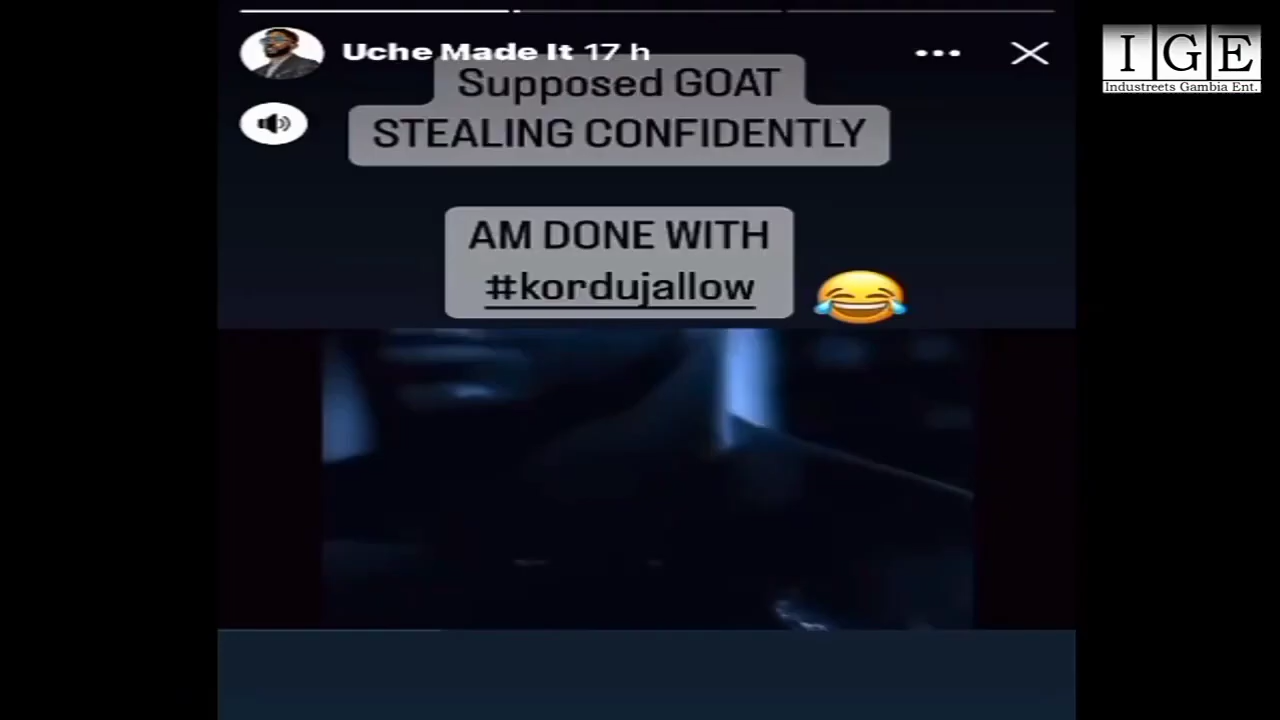 Uche Made It 17 h
Supposed GOAT
STEALING CONFIDENTLY
AM DONE WITH
#kordujallow
IGE
Industreets Gambia Ent.